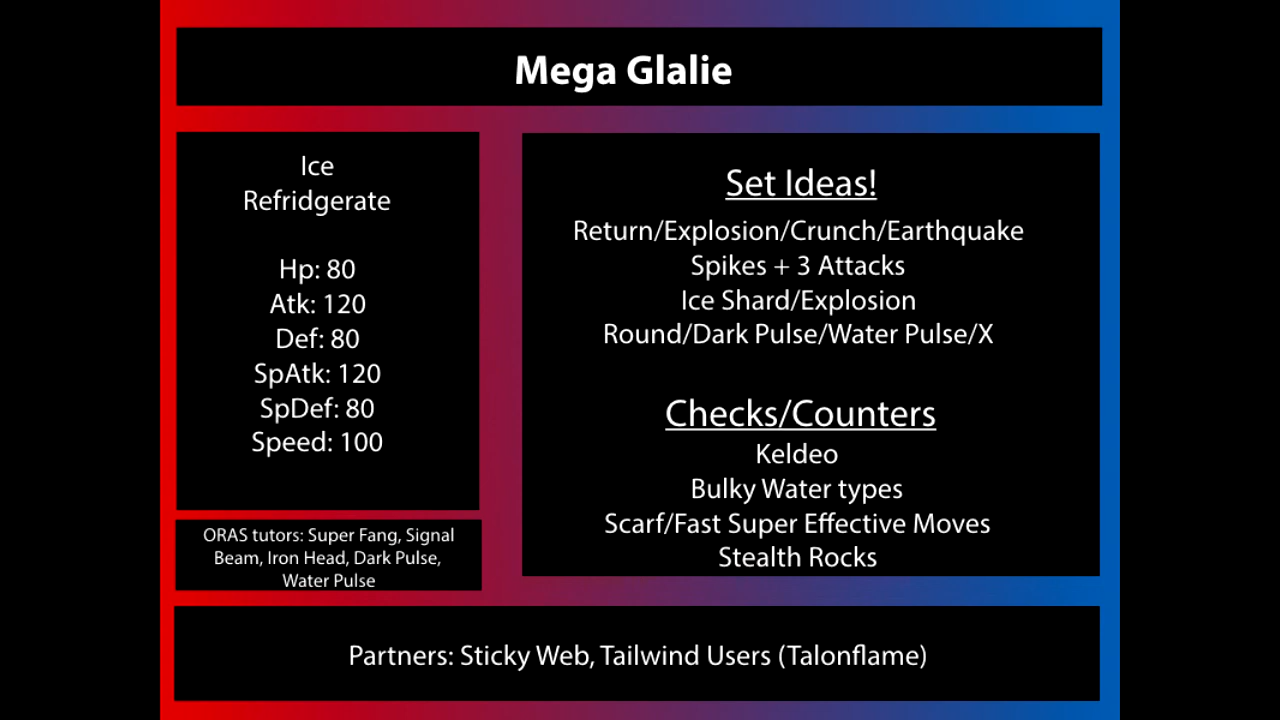 Mega Glalie
Ice
Refridgerate
Hp: 80
Atk: 120
Def: 80
SpAtk: 120
SpDef: 80
Speed: 100
ORAS tutors: Super Fang, Signal
Beam, Iron Head, Dark Pulse,
Water Pulse
Set Ideas!
Return/Explosion/Crunch/Earthquake
Spikes + 3 Attacks
Ice Shard/Explosion
Round/Dark Pulse/Water Pulse/X
Checks/Counters
Keldeo
Bulky Water types
Scarf/Fast Super Effective Moves
Stealth Rocks
Partners: Sticky Web, Tailwind Users (Talonflame)